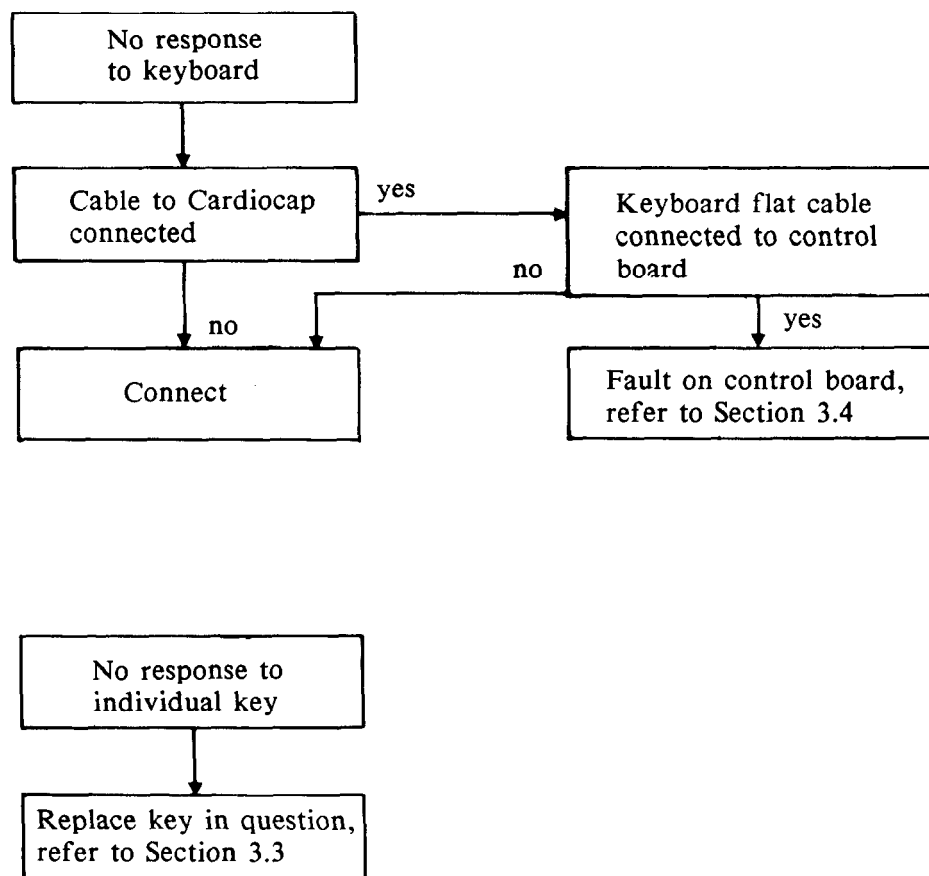 No response
to keyboard
Cable to Cardiocap
connected
yes
Keyboard flat cable
connected to control
board
no
no
yes
Connect
Fault on control board,
refer to Section 3.4
No response to
individual key
Replace key in question,
refer to Section 3.3